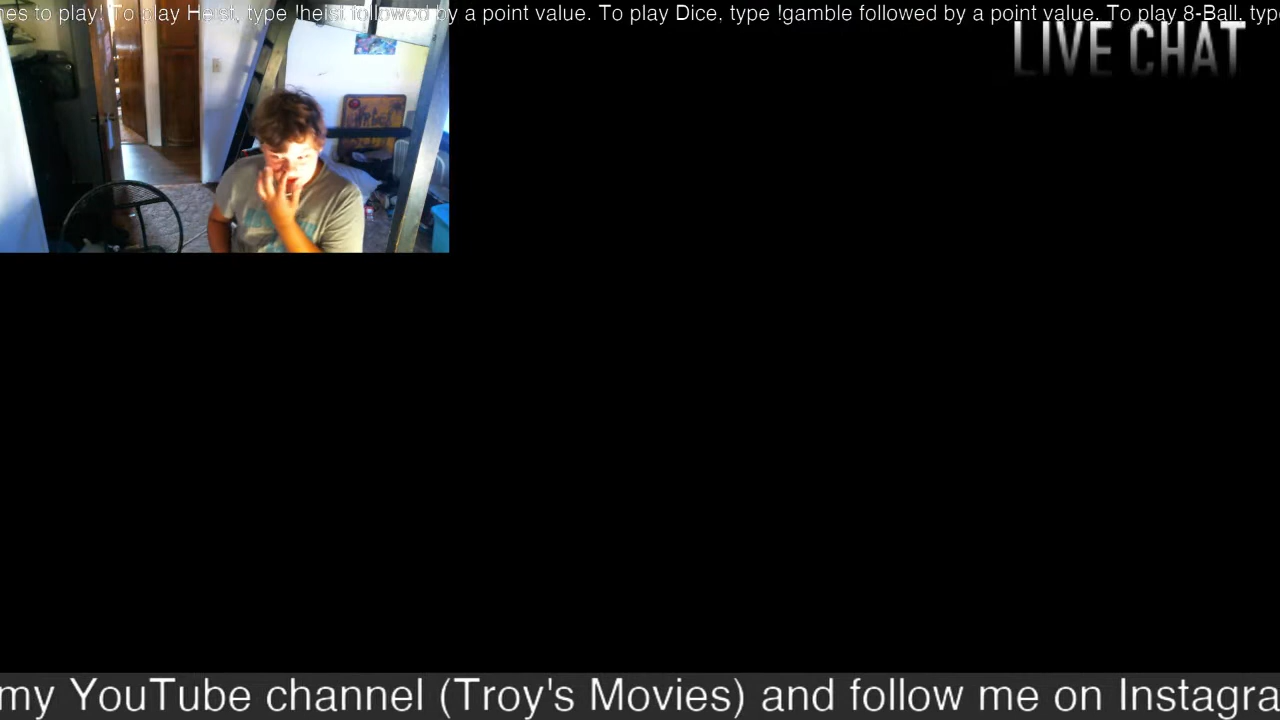 nes to play! To play Heist, type !heist followed by a point value. To play Dice, type !gamble followed by a point value. To play 8-Ball, typ
LIVE CHAT
my YouTube channel (Troy's Movies) and follow me on Instagra